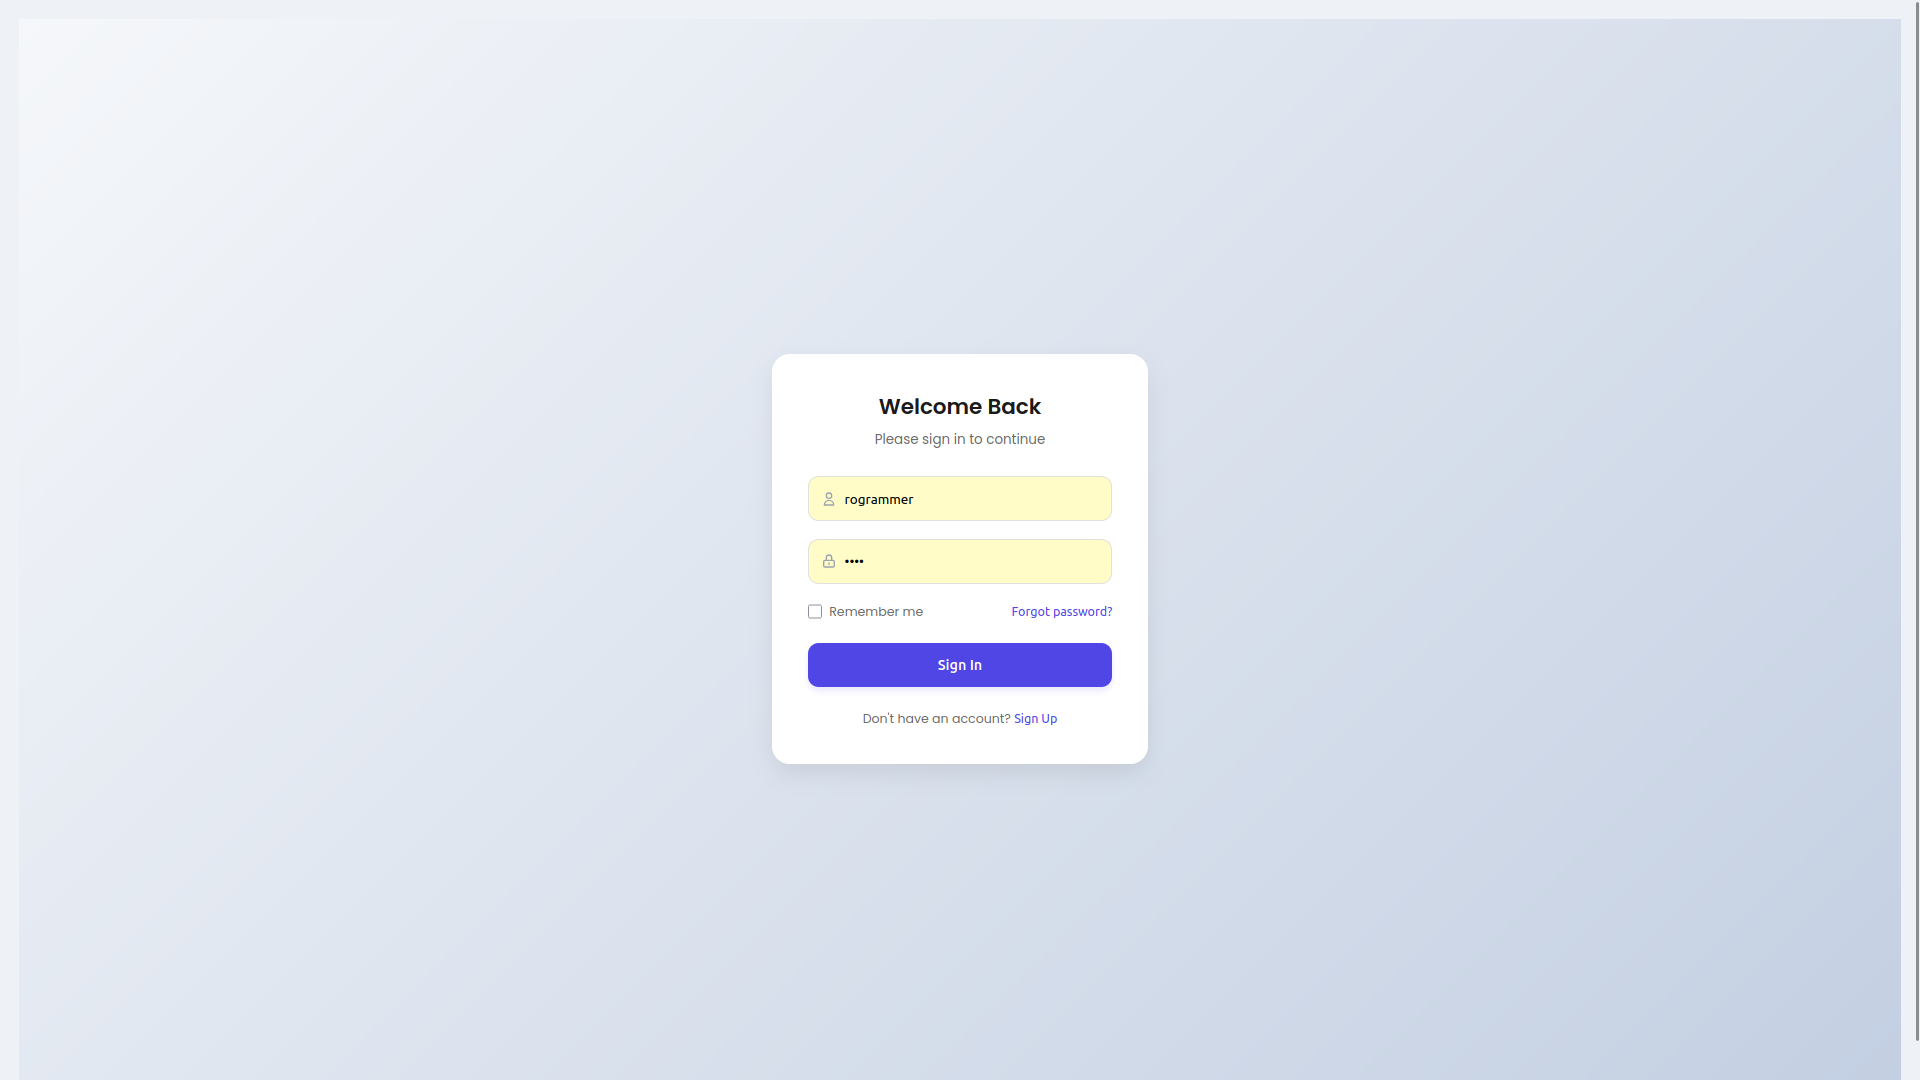 Welcome Back
Please sign in to continue
rogrammer
••••
Remember me
Forgot password?
Sign In
Don't have an account? Sign Up